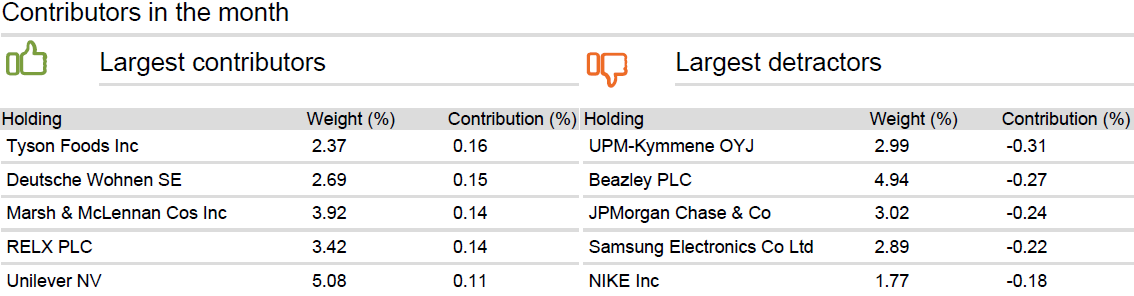 Contributors in the month
Largest contributors
Largest detractors
Holding Weight (%) Contribution (%) Holding Weight (%) Contribution (%)
Tyson Foods Inc 2.37 0.16 UPM-Kymmene OYJ 2.99 -0.31
Deutsche Wohnen SE 2.69 0.15 Beazley PLC 4.94 -0.27
Marsh & McLennan Cos Inc 3.92 0.14 JPMorgan Chase & Co 3.02 -0.24
RELX PLC 3.42 0.14 Samsung Electronics Co Ltd 2.89 -0.22
Unilever NV 5.08 0.11 NIKE Inc 1.77 -0.18